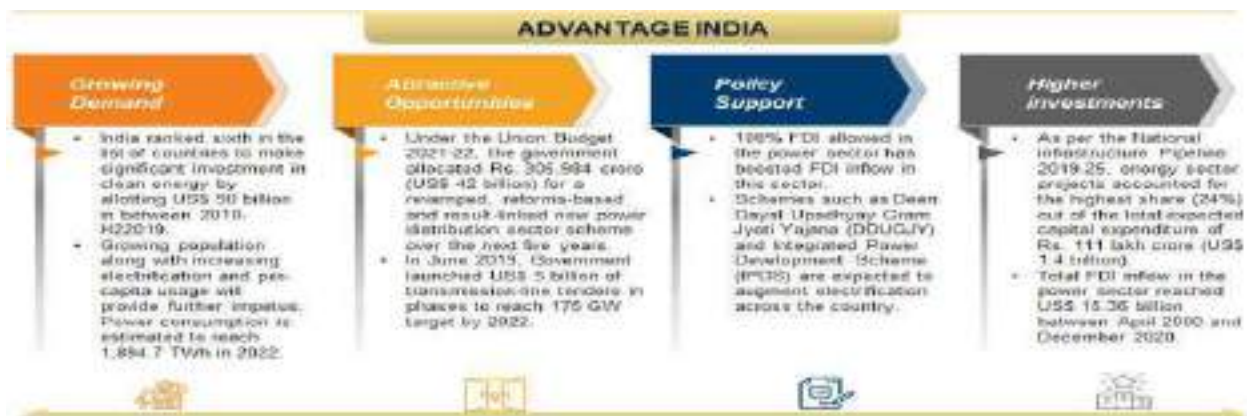 ADVANTAGE INDIA
Growing
Demand
• India ranked sixth in the
list of countries to make
significant investment in
clean energy by
allotting US$ 90 billion
in between 2010-
H22019.
• Growing population
along with increasing
electrification and per-
capita usage will
provide further impetus.
Power consumption is
estimated to reach
1,894.7 TWh in 2022.
Attractive
Opportunities
• Under the Union Budget
2021-22, the government
allocated Rs. 305,984 crore
(US$ 42 billion) for a
revamped, reforms-based
and result-linked new power
distribution sector scheme
over the next five years.
• In June 2019, Government
launched US$ 5 billion of
transmission-line tenders in
phases to reach 175 GW
target by 2022.
Policy
Support
• 100% FDI allowed in
the power sector has
boosted FDI inflow in
this sector.
• Schemes such as Deen
Dayal Upadhyay Gram
Jyoti Yojana (DDUGJY)
and Integrated Power
Development Scheme
(IPDS) are expected to
augment electrification
across the country.
Higher
investments
• As per the National
Infrastructure Pipeline
2019-25, energy sector
projects accounted for
the highest share (24%)
out of the total expected
capital expenditure of
Rs. 111 lakh crore (US$
1.4 trillion).
• Total FDI inflow in the
power sector reached
US$ 15.36 billion
between April 2000 and
December 2020.